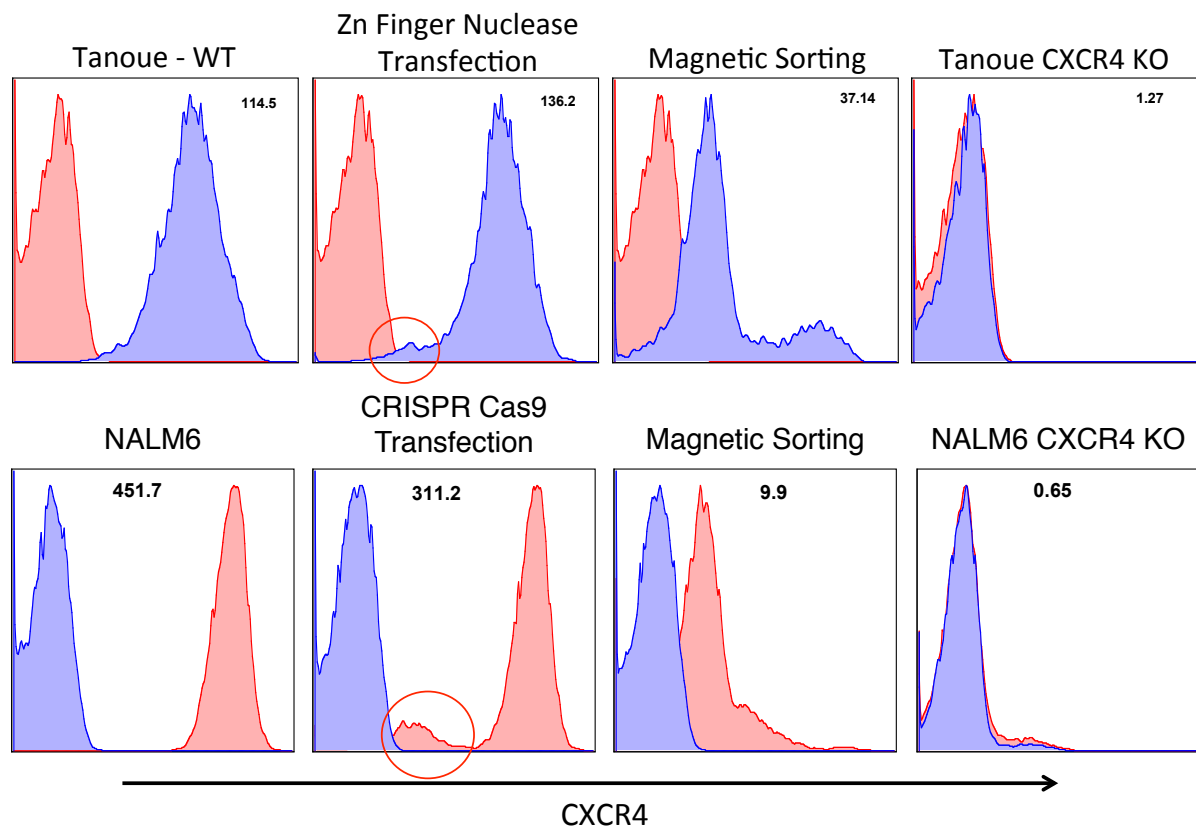 Tanoue - WT
Zn Finger Nuclease
Transfection
Magnetic Sorting
Tanoue CXCR4 KO
114.5
136.2
37.14
1.27
NALM6
CRISPR Cas9
Transfection
Magnetic Sorting
NALM6 CXCR4 KO
451.7
311.2
9.9
0.65
CXCR4